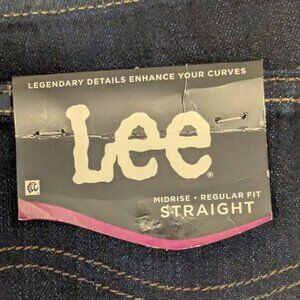 LEGENDARY DETAILS ENHANCE YOUR CURVES
Lee®
MIDRISE • REGULAR FIT
STRAIGHT